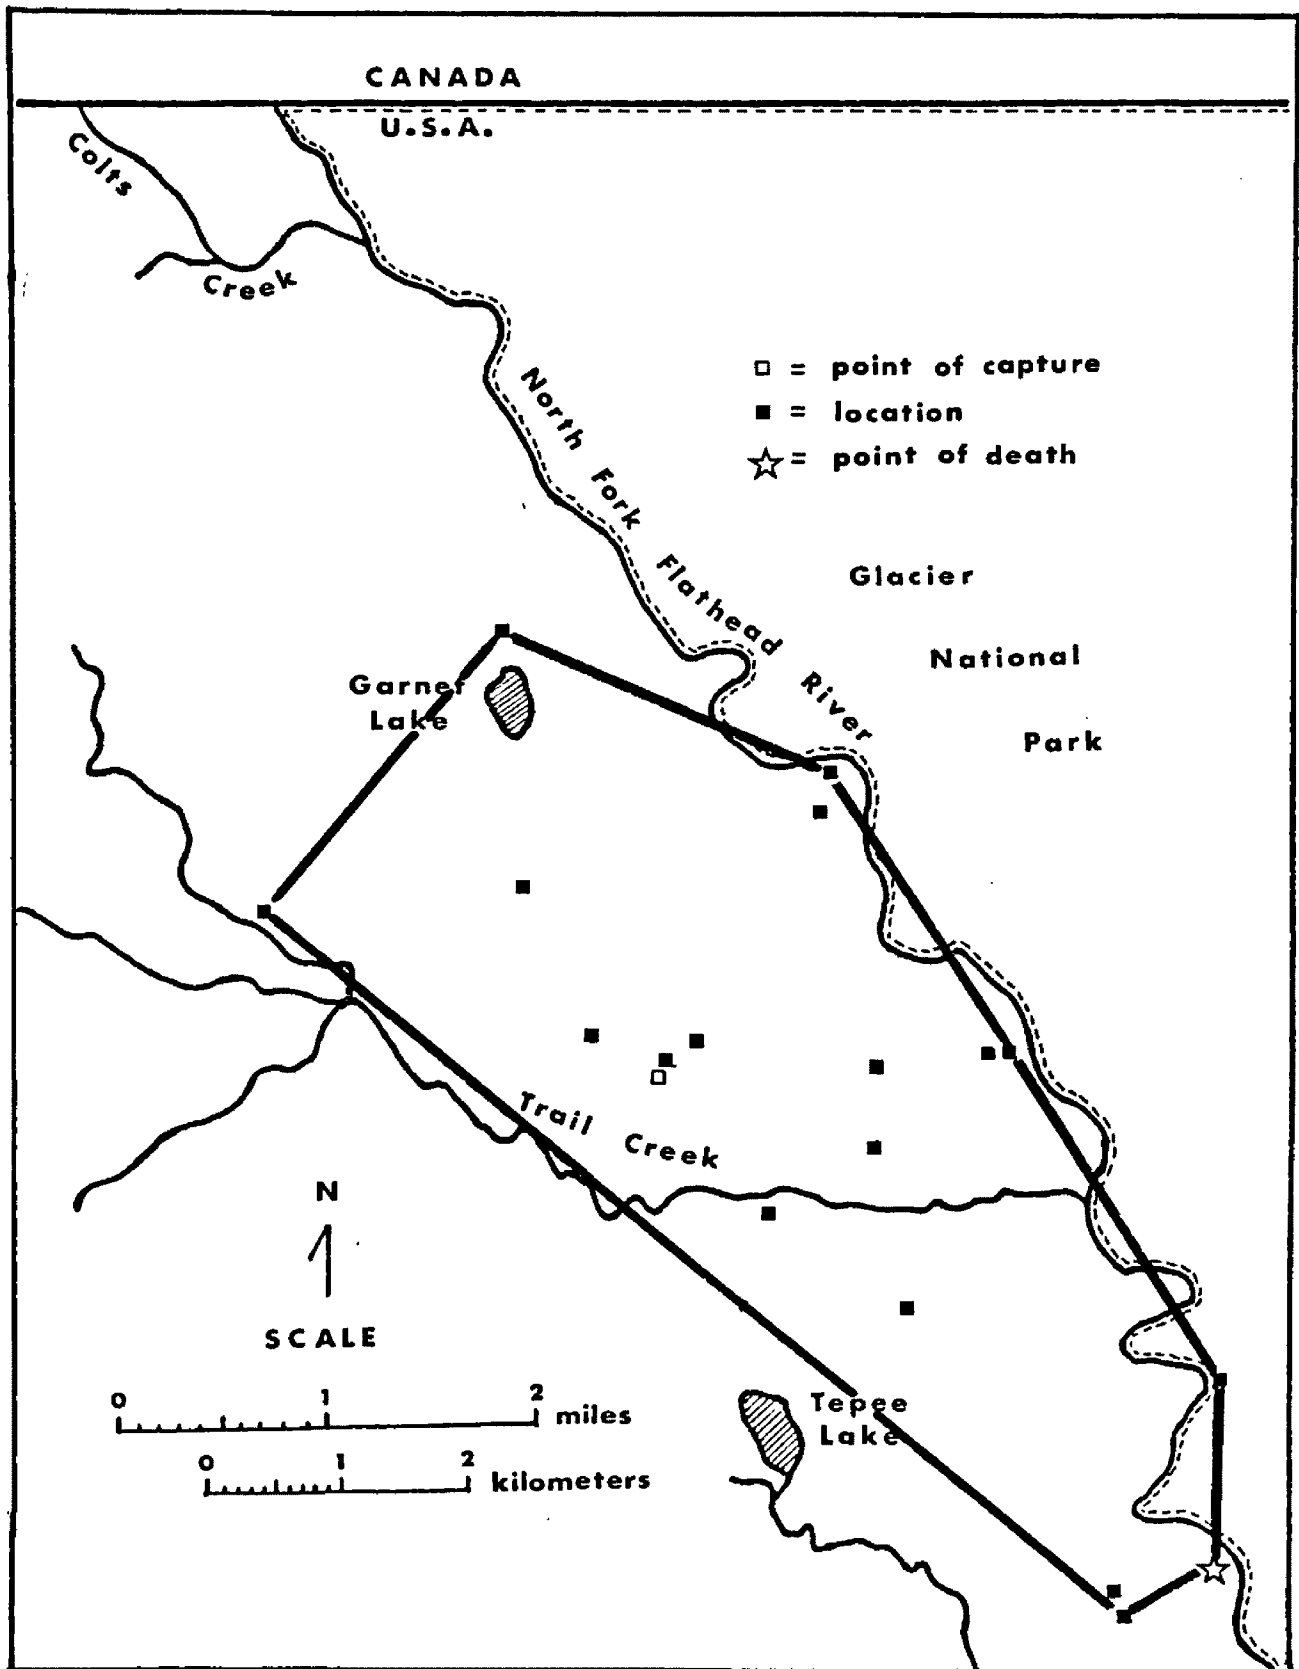 CANADA
U.S.A.
Colts
Creek
□ = point of capture
■ = location
☆ = point of death
North Fork Flathead River
Glacier
National
Park
Garnet
Lake
Trail Creek
N
SCALE
0 1 2 miles
0 1 2 kilometers
Tepee
Lake